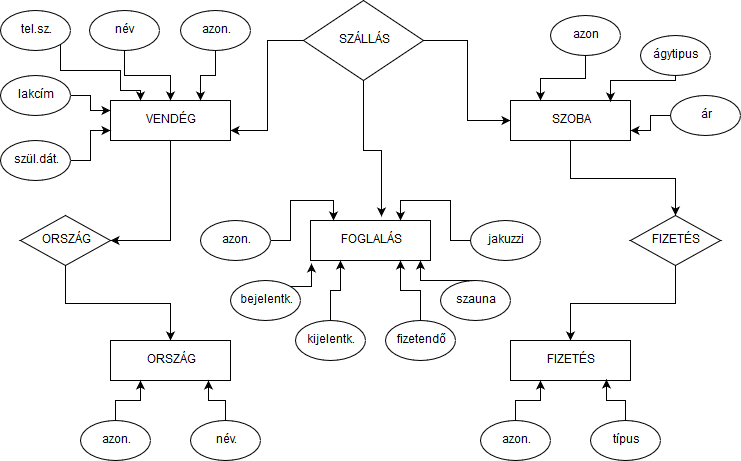 tel.sz.
név
azon.
SZÁLLÁS
azon
ágytipus
lakcím
VENDÉG
SZOBA
ár
szül.dát.
ORSZÁG
azon.
FOGLALÁS
jakuzzi
FIZETÉS
bejelentk.
szauna
kijelentk.
fizetendő
ORSZÁG
FIZETÉS
azon.
név.
azon.
típus